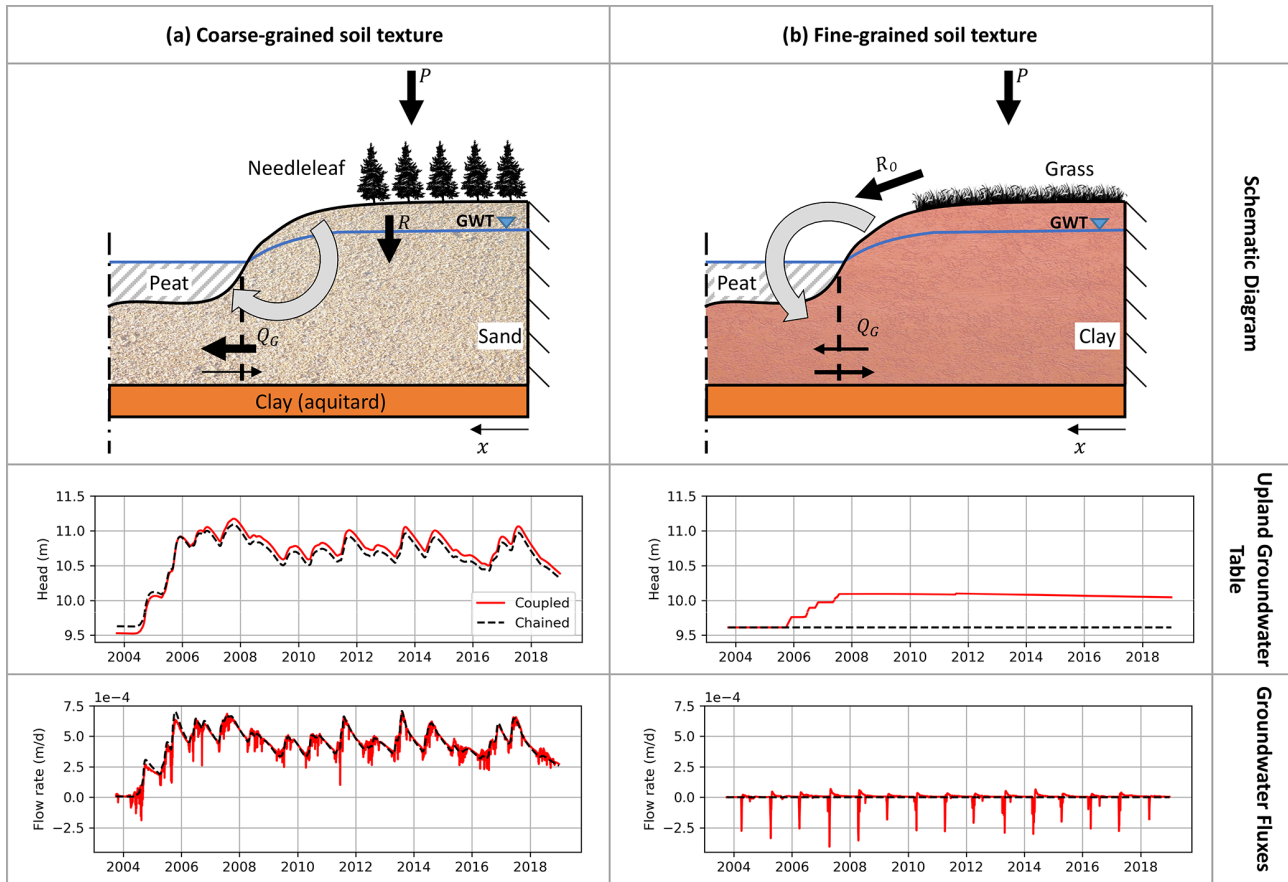 (a) Coarse-grained soil texture
(b) Fine-grained soil texture
P
Needleleaf
R
GWT
Peat
Q_G
Sand
Clay (aquitard)
x
P
R_0
Grass
GWT
Peat
Q_G
Clay
x
Schematic Diagram
11.5
11.0
10.5
10.0
9.5
Head (m)
Coupled
Chained
2004 2006 2008 2010 2012 2014 2016 2018
11.5
11.0
10.5
10.0
9.5
Head (m)
2004 2006 2008 2010 2012 2014 2016 2018
Upland Groundwater
Table
1e−4
7.5
5.0
2.5
0.0
−2.5
Flow rate (m/d)
2004 2006 2008 2010 2012 2014 2016 2018
1e−4
7.5
5.0
2.5
0.0
−2.5
Flow rate (m/d)
2004 2006 2008 2010 2012 2014 2016 2018
Groundwater Fluxes